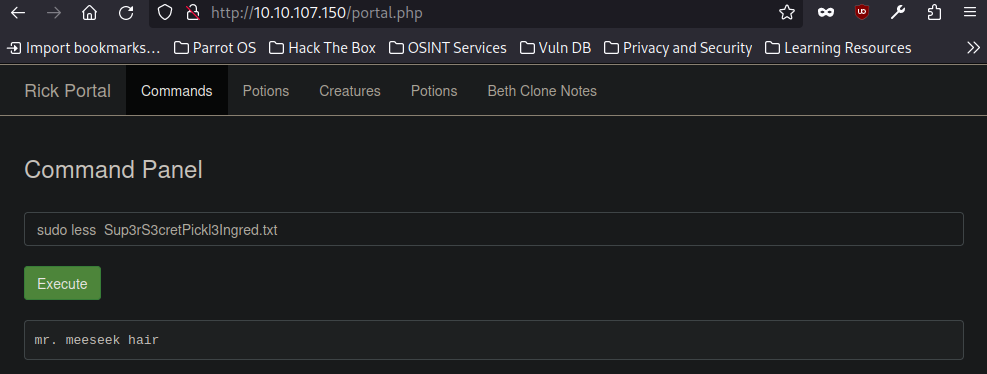 http://10.10.107.150/portal.php
Import bookmarks… Parrot OS Hack The Box OSINT Services Vuln DB Privacy and Security Learning Resources
Rick Portal Commands Potions Creatures Potions Beth Clone Notes
Command Panel
sudo less  Sup3rS3cretPickl3Ingred.txt
Execute
mr. meeseek hair